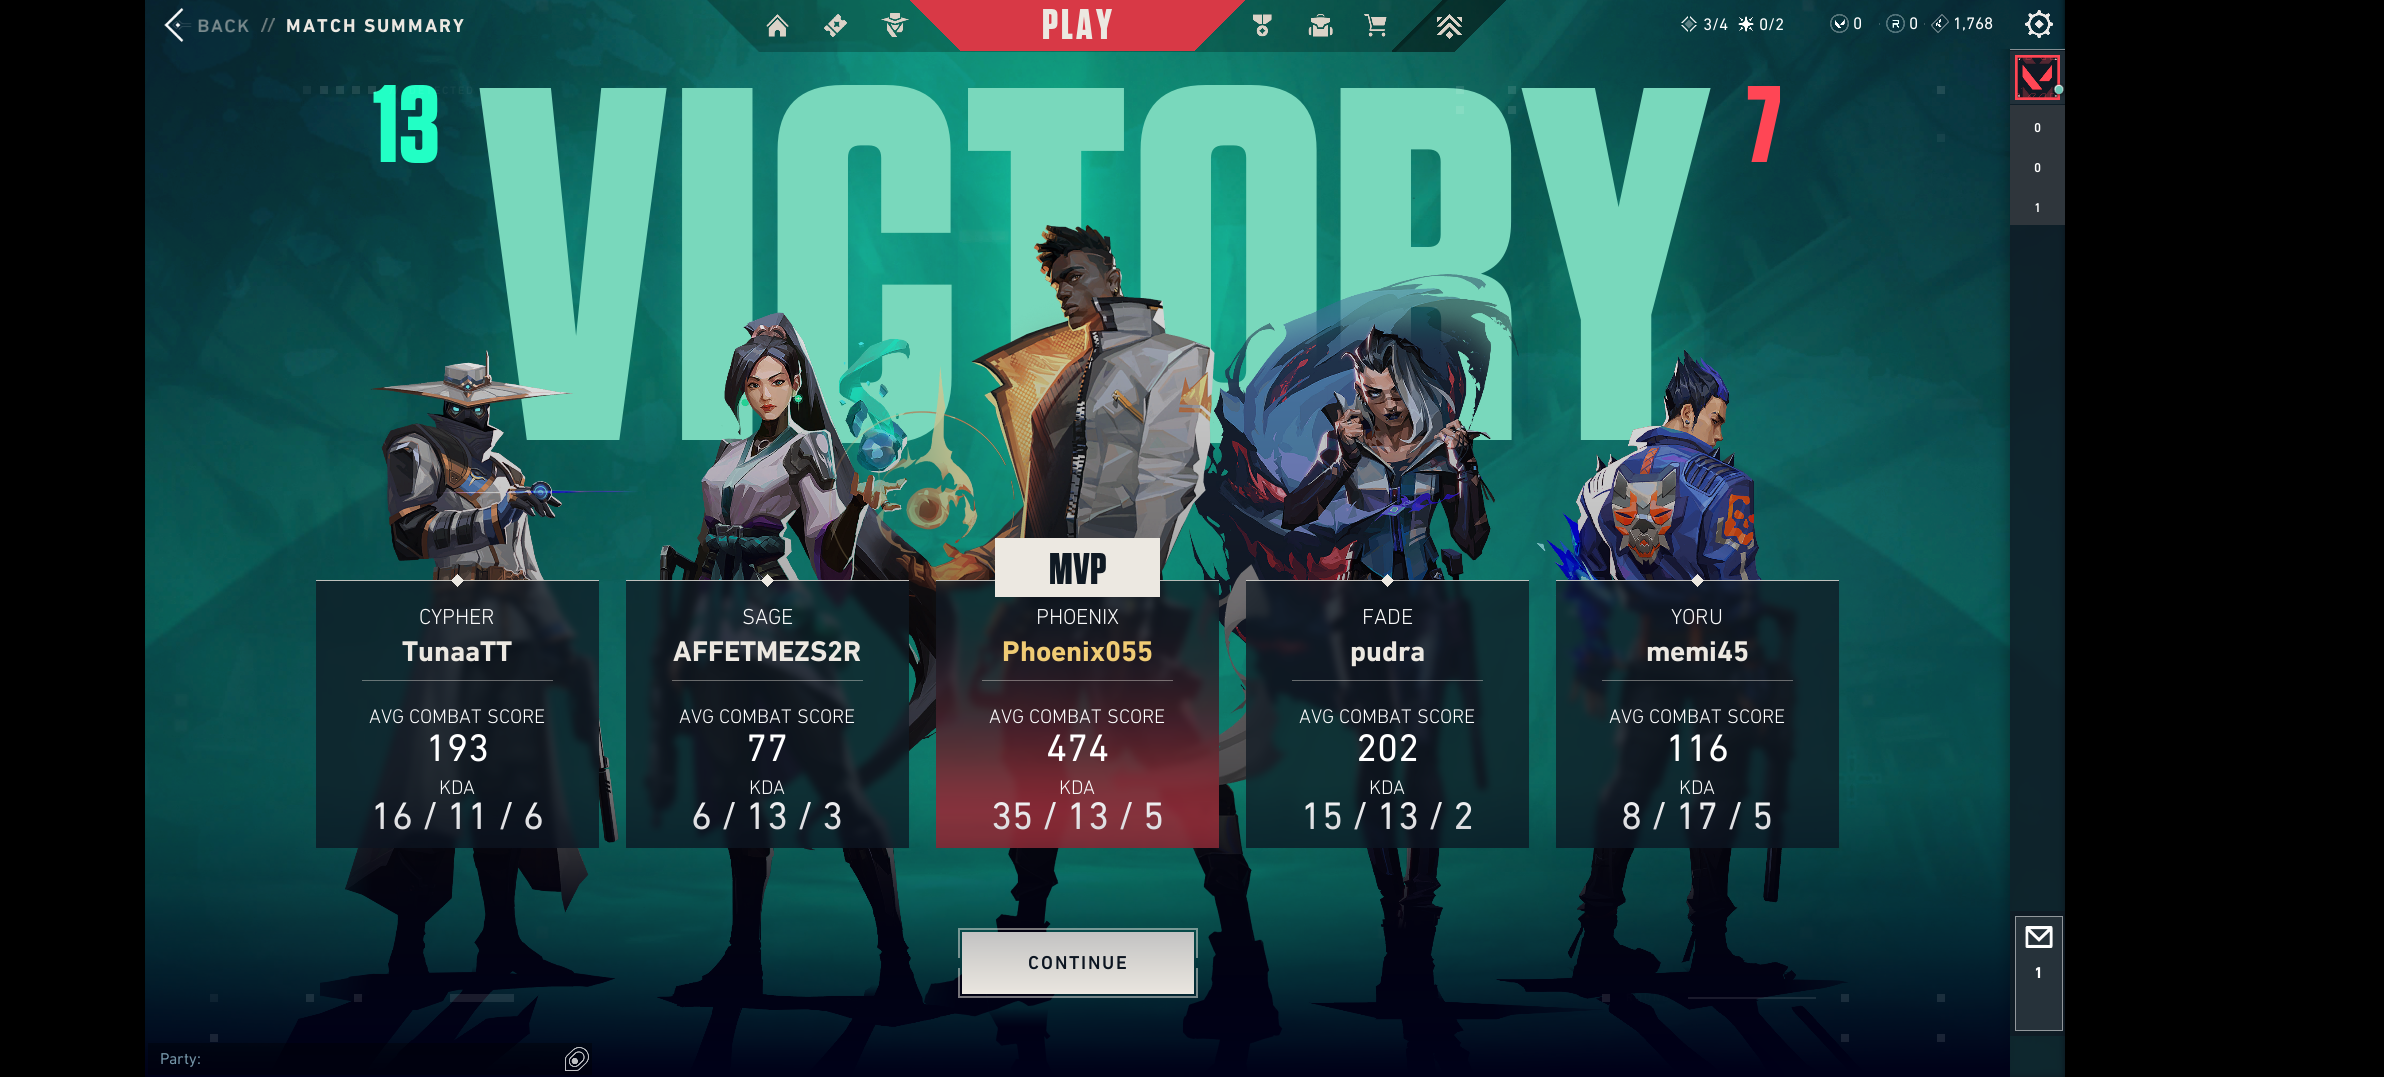 BACK // MATCH SUMMARY
PLAY
3/4 0/2 0 R 0 1,768
13 VICTORY 7
0
0
1
MVP
CYPHER
TunaaTT
AVG COMBAT SCORE
193
KDA
16 / 11 / 6
SAGE
AFFETMEZS2R
AVG COMBAT SCORE
77
KDA
6 / 13 / 3
PHOENIX
Phoenix055
AVG COMBAT SCORE
474
KDA
35 / 13 / 5
FADE
pudra
AVG COMBAT SCORE
202
KDA
15 / 13 / 2
YORU
memi45
AVG COMBAT SCORE
116
KDA
8 / 17 / 5
CONTINUE
1
Party: